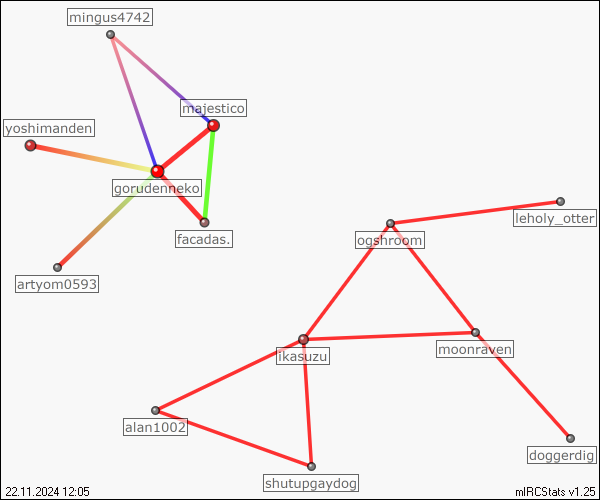 mingus4742
majestico
yoshimanden
gorudenneko
leholy_otter
facadas.
ogshroom
artyom0593
moonraven
ikasuzu
alan1002
doggerdig
shutupgaydog
22.11.2024 12:05
mIRCStats v1.25